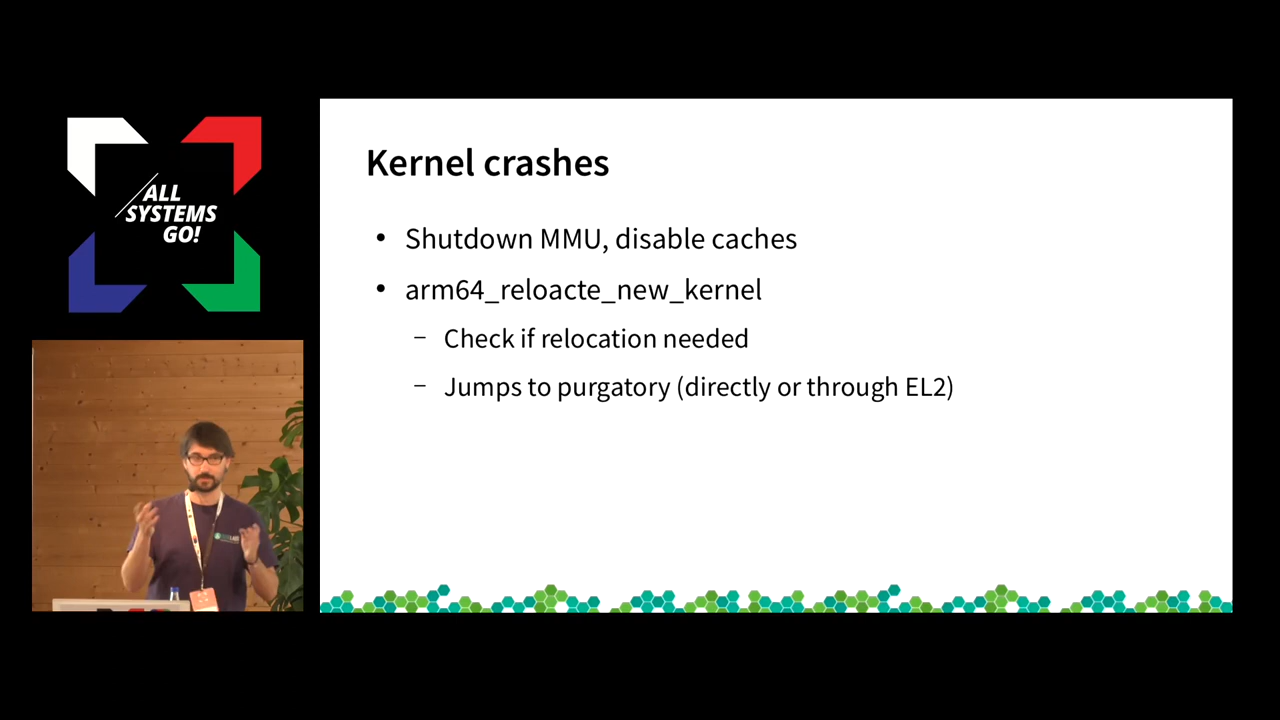 ALL
SYSTEMS
GO!
Kernel crashes
• Shutdown MMU, disable caches
• arm64_reloacte_new_kernel
– Check if relocation needed
– Jumps to purgatory (directly or through EL2)